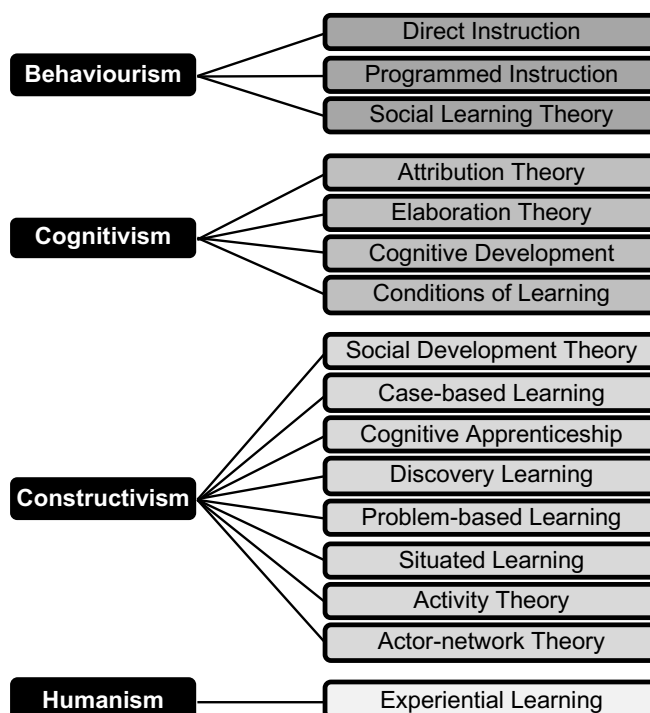 Behaviourism
Direct Instruction
Programmed Instruction
Social Learning Theory
Cognitivism
Attribution Theory
Elaboration Theory
Cognitive Development
Conditions of Learning
Constructivism
Social Development Theory
Case-based Learning
Cognitive Apprenticeship
Discovery Learning
Problem-based Learning
Situated Learning
Activity Theory
Actor-network Theory
Humanism
Experiential Learning